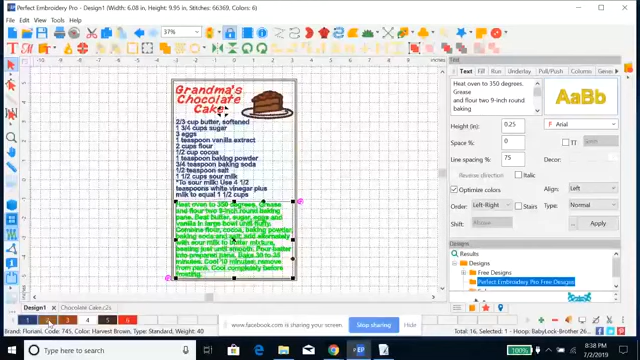 Perfect Embroidery Pro - Design1 (Width: 6.08 in, Height: 9.95 in, Stitches: 66369, Colors: 6)
File Edit View Tools Help
37%
Grandma's
Chocolate
Cake
2/3 cup butter, softened
1 3/4 cups sugar
3 eggs
1 teaspoon vanilla extract
2 cups flour
1/2 cup cocoa
1 teaspoon baking powder
3/4 teaspoon baking soda
1/2 teaspoon salt
1 1/2 cups sour milk
*To sour milk: Use 4 1/2
teaspoons white vinegar plus
milk to equal 1 1/2 cups
Heat oven to 350 degrees. Grease
and flour two 9-inch round baking
pans. Beat butter, sugar, eggs and
vanilla in large bowl until fluffy.
Combine flour, cocoa, baking powder,
baking soda and salt; add alternately
with sour milk to butter mixture,
beating just until smooth. Pour batter
into prepared pans. Bake 30 to 35
minutes. Cool 10 minutes; remove
from pans. Cool completely before
frosting.
Text
Text Fill Run Underlay Pull/Push Columns Gener
Heat oven to 350 degrees.
Grease
and flour two 9-inch round
baking
AaBb
Height (in): 0.25
Arial
Space %: 0
TT
Line spacing %: 75
Decor:
Reverse direction Italic
Optimize colors Align: Left
Order: Left-Right Stairs Type: Normal
Shift: Apply
Designs
Results
Designs
Free Designs
Perfect Embroidery Pro Free Designs
Design1 Chocolate Cake.c2s
1 2 3 4 5 6
www.facebook.com is sharing your screen. Stop sharing Hide
Brand: Floriani, Code: 745, Color: Harvest Brown, Type: Standard, Weight: 40
Total: 16, Selected: 1, Hoop: BabyLock-Brother 26
Type here to search
8:38 PM
7/2/2019